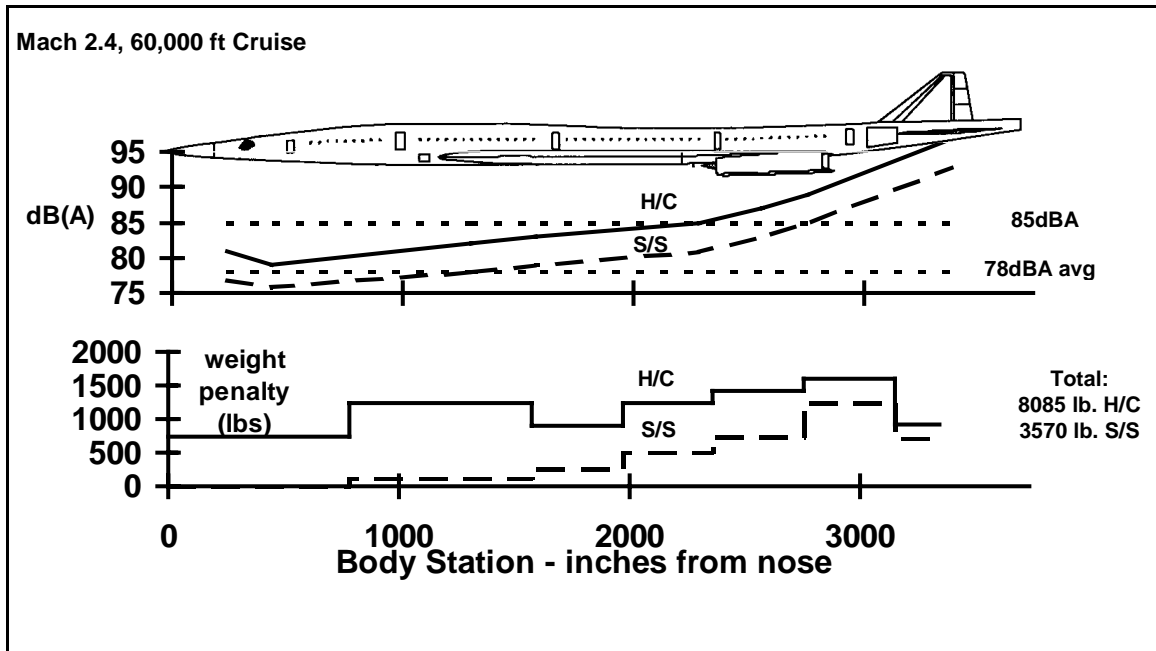 Mach 2.4, 60,000 ft Cruise
95
90
dB(A)
85
80
75
H/C
S/S
85dBA
78dBA avg
2000
1500
1000
500
0
weight
penalty
(lbs)
H/C
S/S
Total:
8085 lb. H/C
3570 lb. S/S
0
1000
2000
3000
Body Station - inches from nose